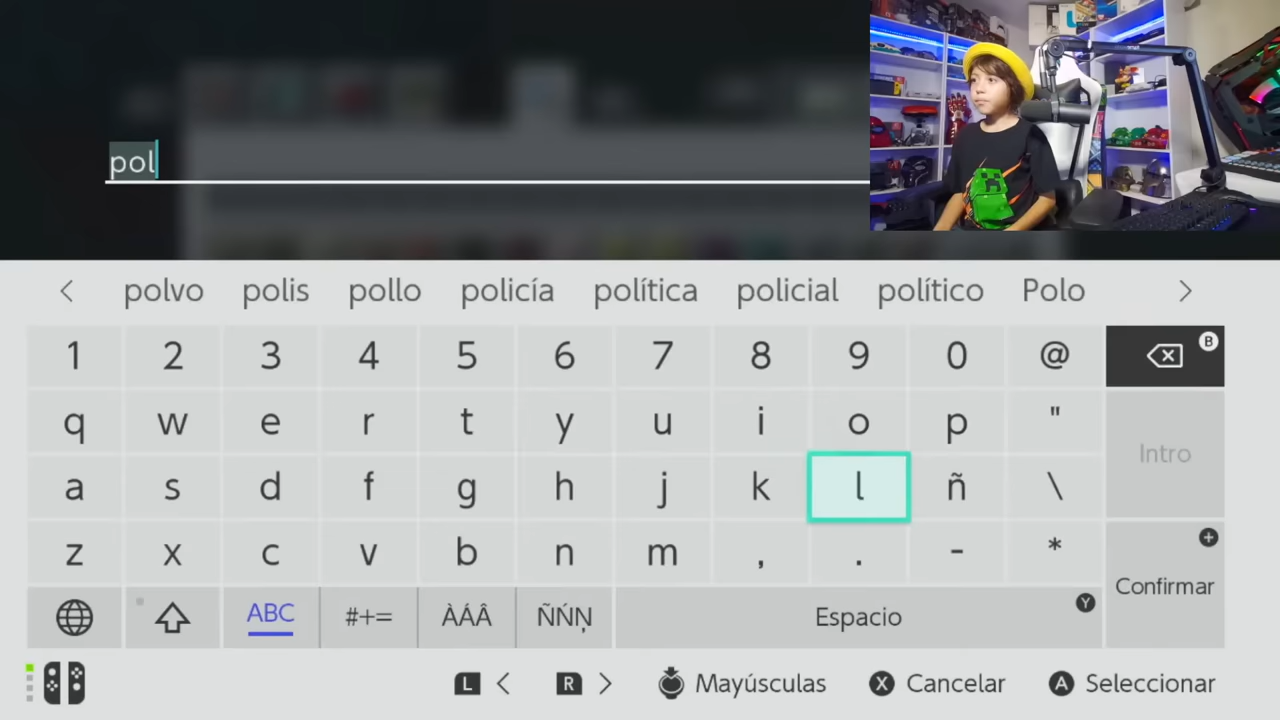 pol
polvo polis pollo policía política policial político Polo
1 2 3 4 5 6 7 8 9 0 @ B
q w e r t y u i o p "
Intro
a s d f g h j k l ñ \
z x c v b n m , . - *
Confirmar
ABC #+= ÀÁÂ ÑŃŅ Espacio Y
L R Mayúsculas X Cancelar A Seleccionar